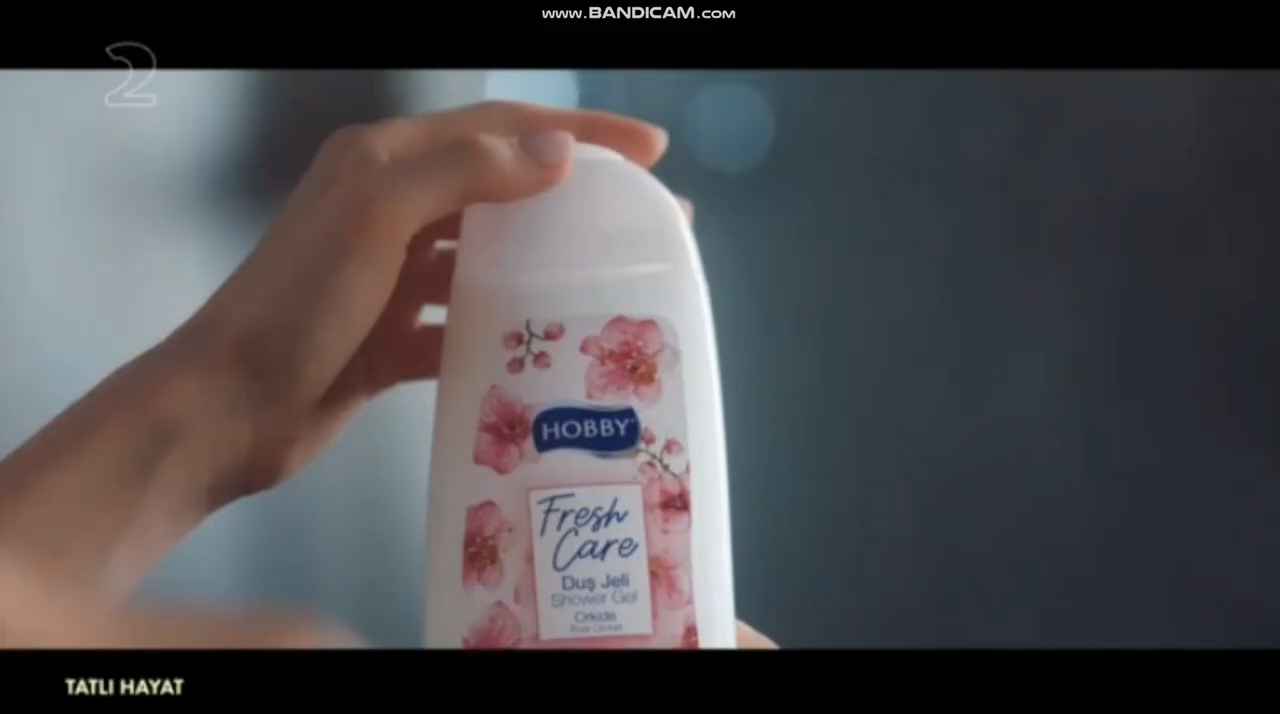 www.BANDICAM.com
2
HOBBY
Fresh
Care
Duş Jeli
Shower Gel
Orkide
TATLI HAYAT